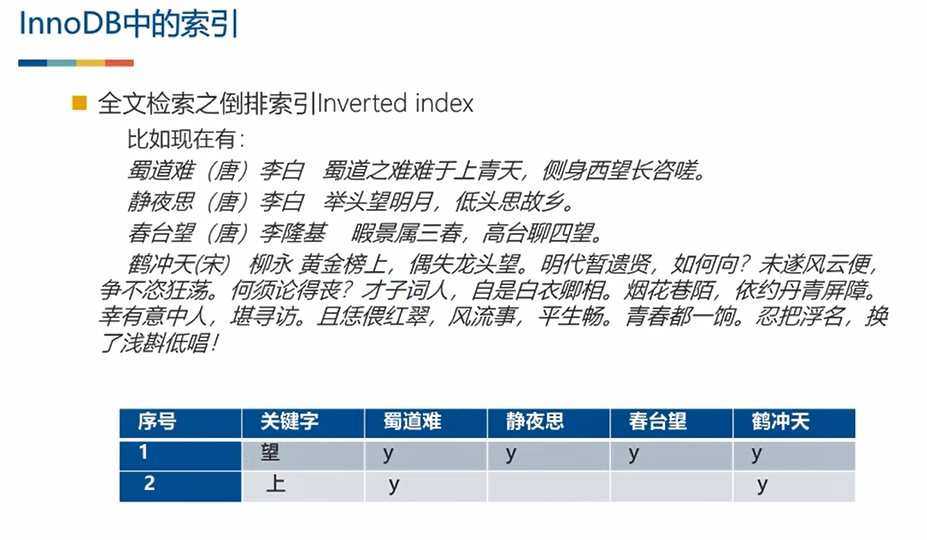 InnoDB中的索引
全文检索之倒排索引Inverted index
比如现在有：
蜀道难（唐）李白 蜀道之难难于上青天，侧身西望长咨嗟。
静夜思（唐）李白 举头望明月，低头思故乡。
春台望（唐）李隆基 暇景属三春，高台聊四望。
鹤冲天(宋) 柳永 黄金榜上，偶失龙头望。明代暂遗贤，如何向？未遂风云便，
争不恣狂荡。何须论得丧？才子词人，自是白衣卿相。烟花巷陌，依约丹青屏障。
幸有意中人，堪寻访。且恁偎红翠，风流事，平生畅。青春都一饷。忍把浮名，换
了浅斟低唱！
序号 关键字 蜀道难 静夜思 春台望 鹤冲天
1 望 y y y y
2 上 y y